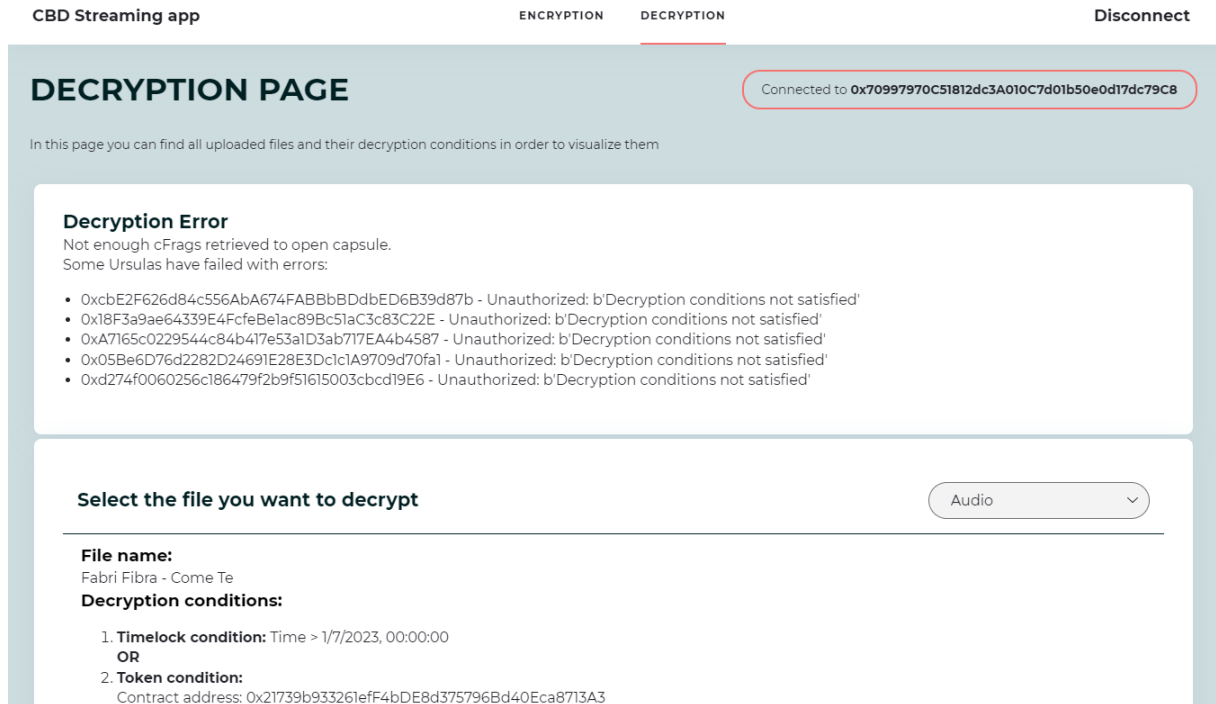 CBD Streaming app
ENCRYPTION
DECRYPTION
Disconnect
DECRYPTION PAGE
Connected to 0x70997970C51812dc3A010C7d01b50e0d17dc79C8
In this page you can find all uploaded files and their decryption conditions in order to visualize them
Decryption Error
Not enough cFrags retrieved to open capsule.
Some Ursulas have failed with errors:
• 0xcbE2F626d84c556AbA674FABBbBDdbED6B39d87b - Unauthorized: b'Decryption conditions not satisfied'
• 0x18F3a9ae64339E4FcfeBe1ac89Bc51aC3c83C22E - Unauthorized: b'Decryption conditions not satisfied'
• 0xA7165c0229544c84b417e53a1D3ab717EA4b4587 - Unauthorized: b'Decryption conditions not satisfied'
• 0x05Be6D76d2282D24691E28E3Dc1c1A9709d70fa1 - Unauthorized: b'Decryption conditions not satisfied'
• 0xd274f0060256c186479f2b9f51615003cbcd19E6 - Unauthorized: b'Decryption conditions not satisfied'
Select the file you want to decrypt
Audio
File name:
Fabri Fibra - Come Te
Decryption conditions:
1. Timelock condition: Time > 1/7/2023, 00:00:00
OR
2. Token condition:
Contract address: 0x21739b933261efF4bDE8d375796Bd40Eca8713A3